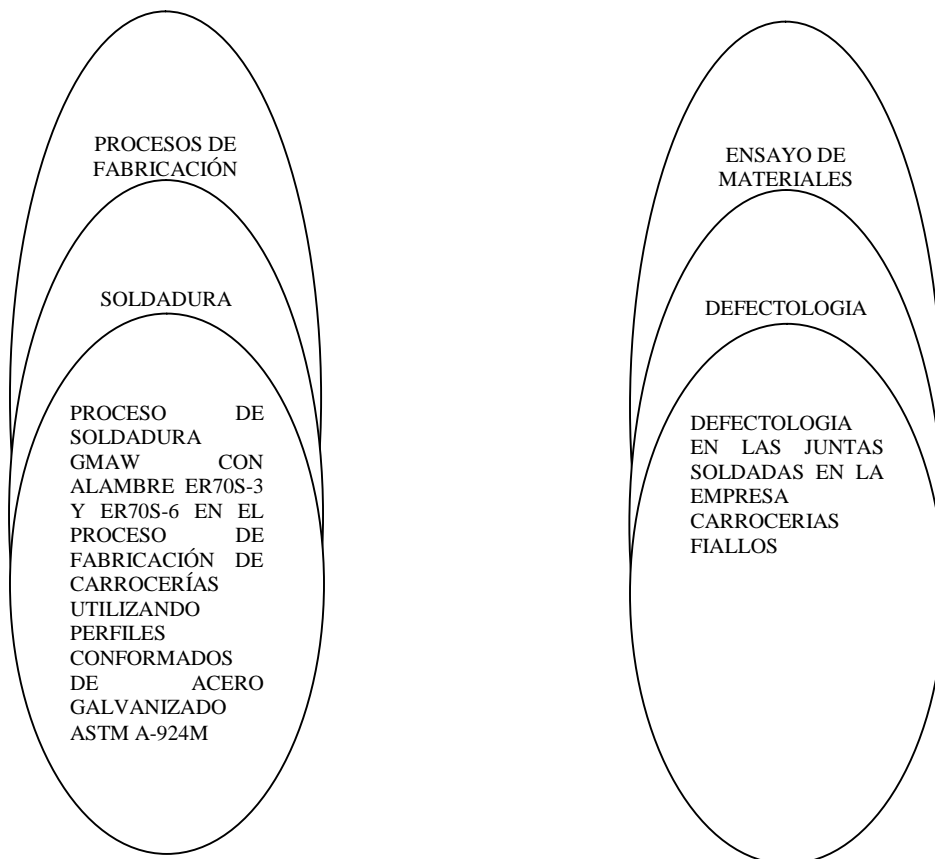 PROCESOS DE
FABRICACIÓN
SOLDADURA
PROCESO DE
SOLDADURA
GMAW CON
ALAMBRE ER70S-3
Y ER70S-6 EN EL
PROCESO DE
FABRICACIÓN DE
CARROCERÍAS
UTILIZANDO
PERFILES
CONFORMADOS
DE ACERO
GALVANIZADO
ASTM A-924M
ENSAYO DE
MATERIALES
DEFECTOLOGIA
DEFECTOLOGIA
EN LAS JUNTAS
SOLDADAS EN LA
EMPRESA
CARROCERIAS
FIALLOS